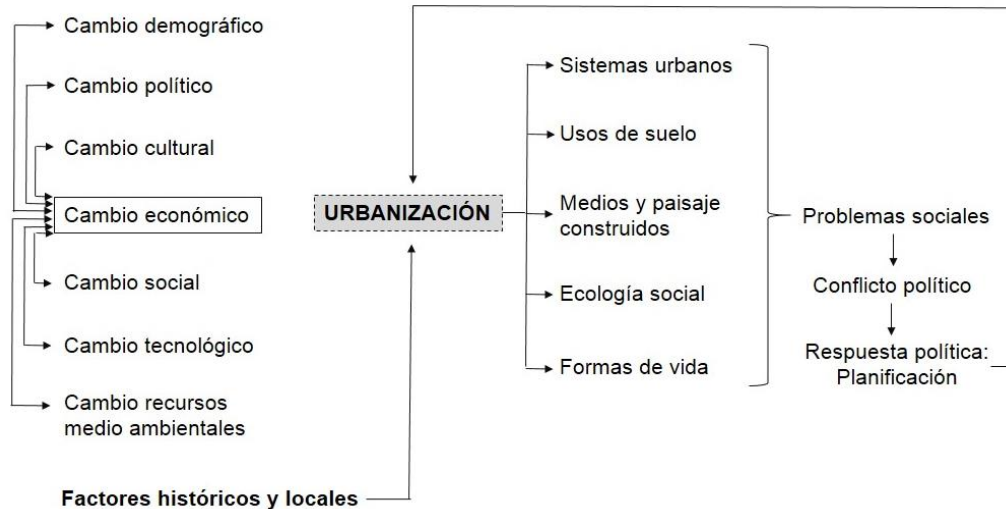 Cambio demográfico
Cambio político
Cambio cultural
Cambio económico
Cambio social
Cambio tecnológico
Cambio recursos
medio ambientales
Factores históricos y locales
URBANIZACIÓN
Sistemas urbanos
Usos de suelo
Medios y paisaje
construidos
Ecología social
Formas de vida
Problemas sociales
Conflicto político
Respuesta política:
Planificación